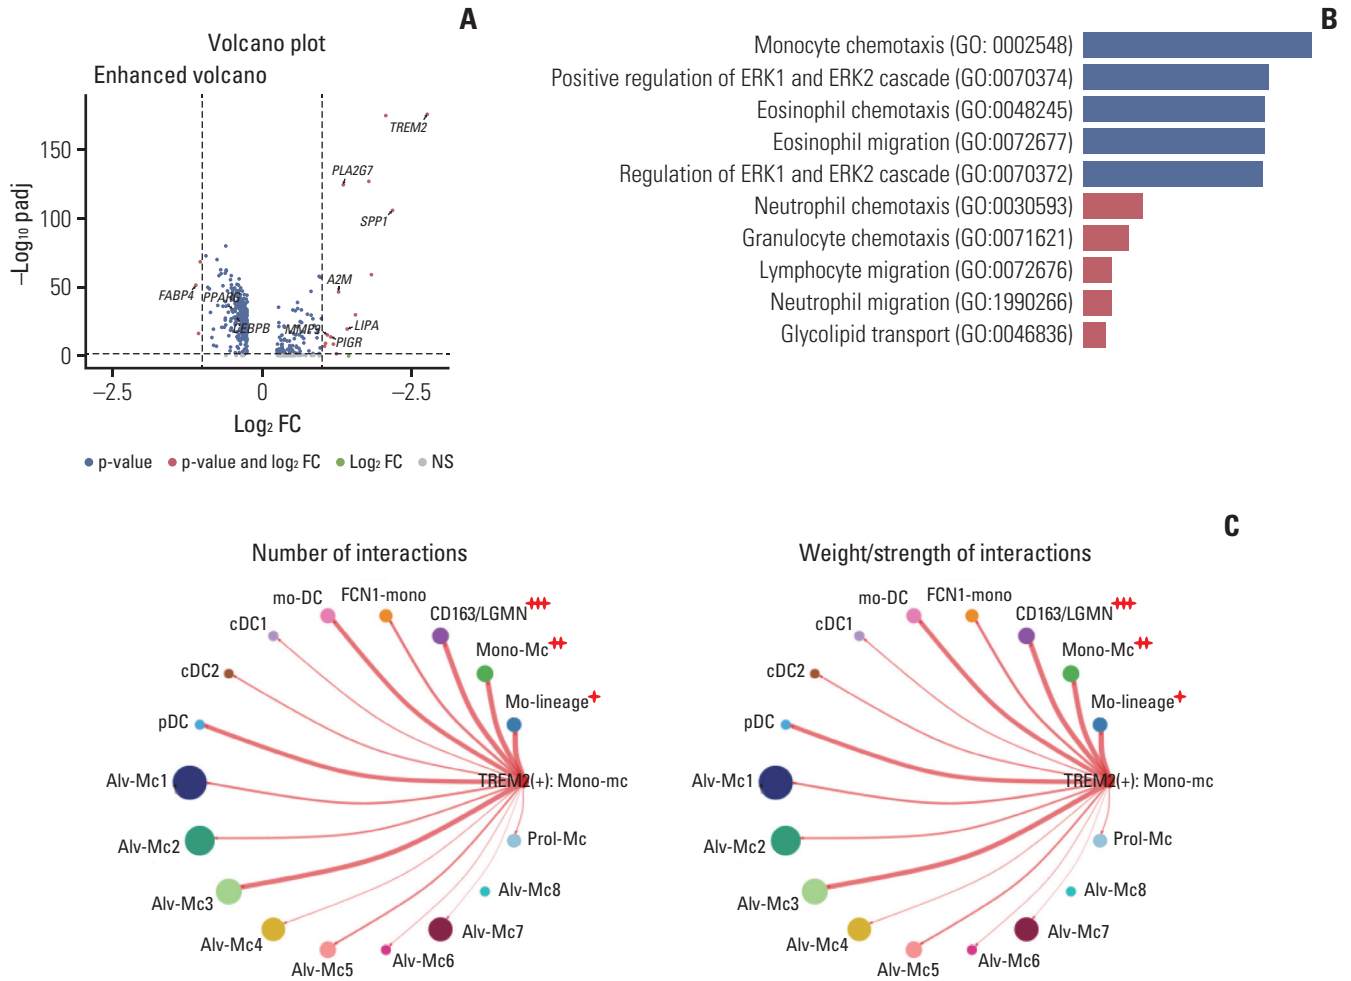 A
Volcano plot
Enhanced volcano
–Log10 padj
150
100
50
0
TREM2
PLA2G7
SPP1
A2M
FABP4
PPARG
CEBPB
MMP9
LIPA
PIGR
–2.5
0
–2.5
Log2 FC
p-value
p-value and log2 FC
Log2 FC
NS
B
Monocyte chemotaxis (GO: 0002548)
Positive regulation of ERK1 and ERK2 cascade (GO:0070374)
Eosinophil chemotaxis (GO:0048245)
Eosinophil migration (GO:0072677)
Regulation of ERK1 and ERK2 cascade (GO:0070372)
Neutrophil chemotaxis (GO:0030593)
Granulocyte chemotaxis (GO:0071621)
Lymphocyte migration (GO:0072676)
Neutrophil migration (GO:1990266)
Glycolipid transport (GO:0046836)
C
Number of interactions
mo-DC
FCN1-mono
CD163/LGMN
cDC1
Mono-Mc
cDC2
Mo-lineage
pDC
Alv-Mc1
TREM2(+): Mono-mc
Alv-Mc2
Prol-Mc
Alv-Mc3
Alv-Mc8
Alv-Mc4
Alv-Mc7
Alv-Mc5
Alv-Mc6
Weight/strength of interactions
mo-DC
FCN1-mono
CD163/LGMN
cDC1
Mono-Mc
cDC2
Mo-lineage
pDC
Alv-Mc1
TREM2(+): Mono-mc
Alv-Mc2
Prol-Mc
Alv-Mc3
Alv-Mc8
Alv-Mc4
Alv-Mc7
Alv-Mc5
Alv-Mc6